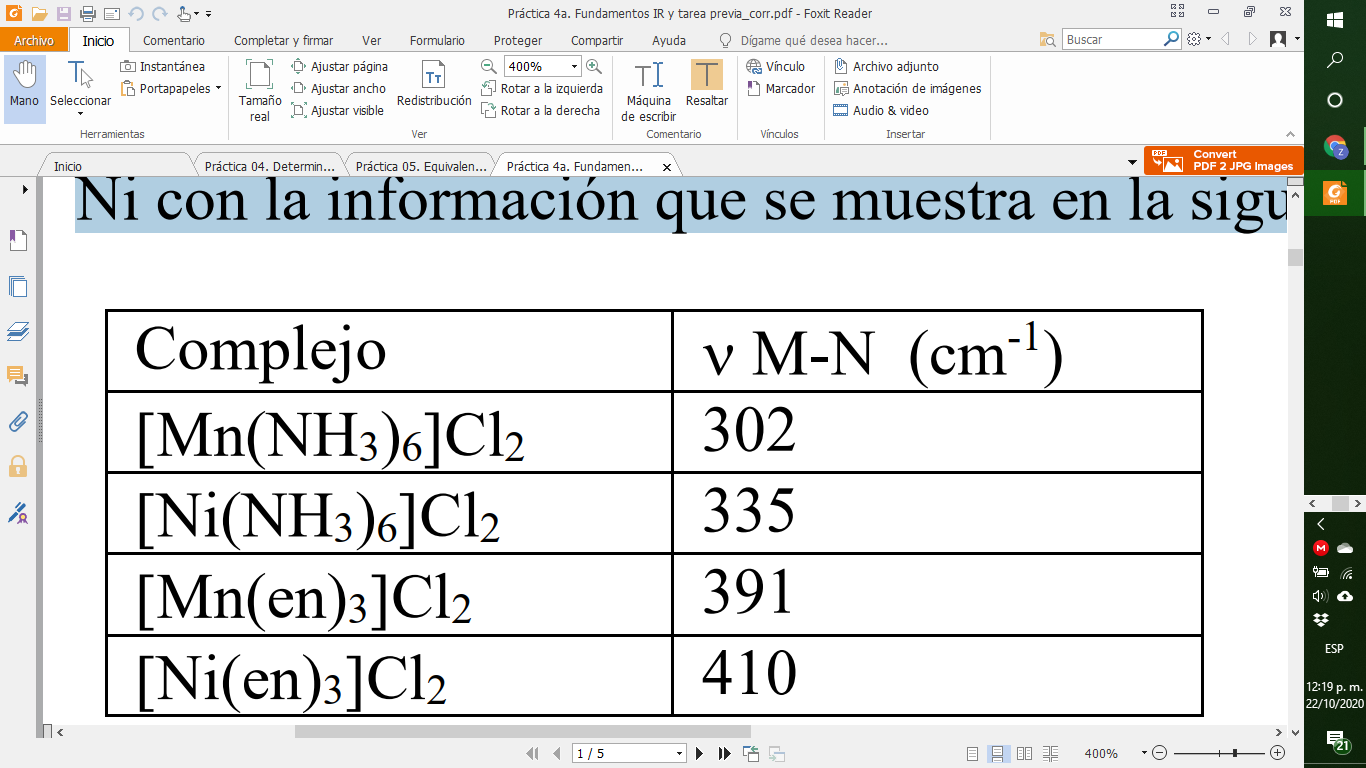 Práctica 4a. Fundamentos IR y tarea previa_corr.pdf - Foxit Reader
Archivo Inicio Comentario Completar y firmar Ver Formulario Proteger Compartir Ayuda Dígame qué desea hacer... Buscar
Mano
Seleccionar
Instantánea
Portapapeles
Herramientas
Tamaño real
Ajustar página
Ajustar ancho
Ajustar visible
Redistribución
400%
Rotar a la izquierda
Rotar a la derecha
Ver
Máquina de escribir
Resaltar
Comentario
Vínculo
Marcador
Vínculos
Archivo adjunto
Anotación de imágenes
Audio & video
Insertar
Inicio Práctica 04. Determin... Práctica 05. Equivalen... Práctica 4a. Fundamen...
PDF Convert
PDF 2 JPG Images
Ni con la información que se muestra en la sigu
Complejo ν M-N (cm⁻¹)
[Mn(NH₃)₆]Cl₂ 302
[Ni(NH₃)₆]Cl₂ 335
[Mn(en)₃]Cl₂ 391
[Ni(en)₃]Cl₂ 410
1 / 5
400%
ESP
12:19 p. m.
22/10/2020
21